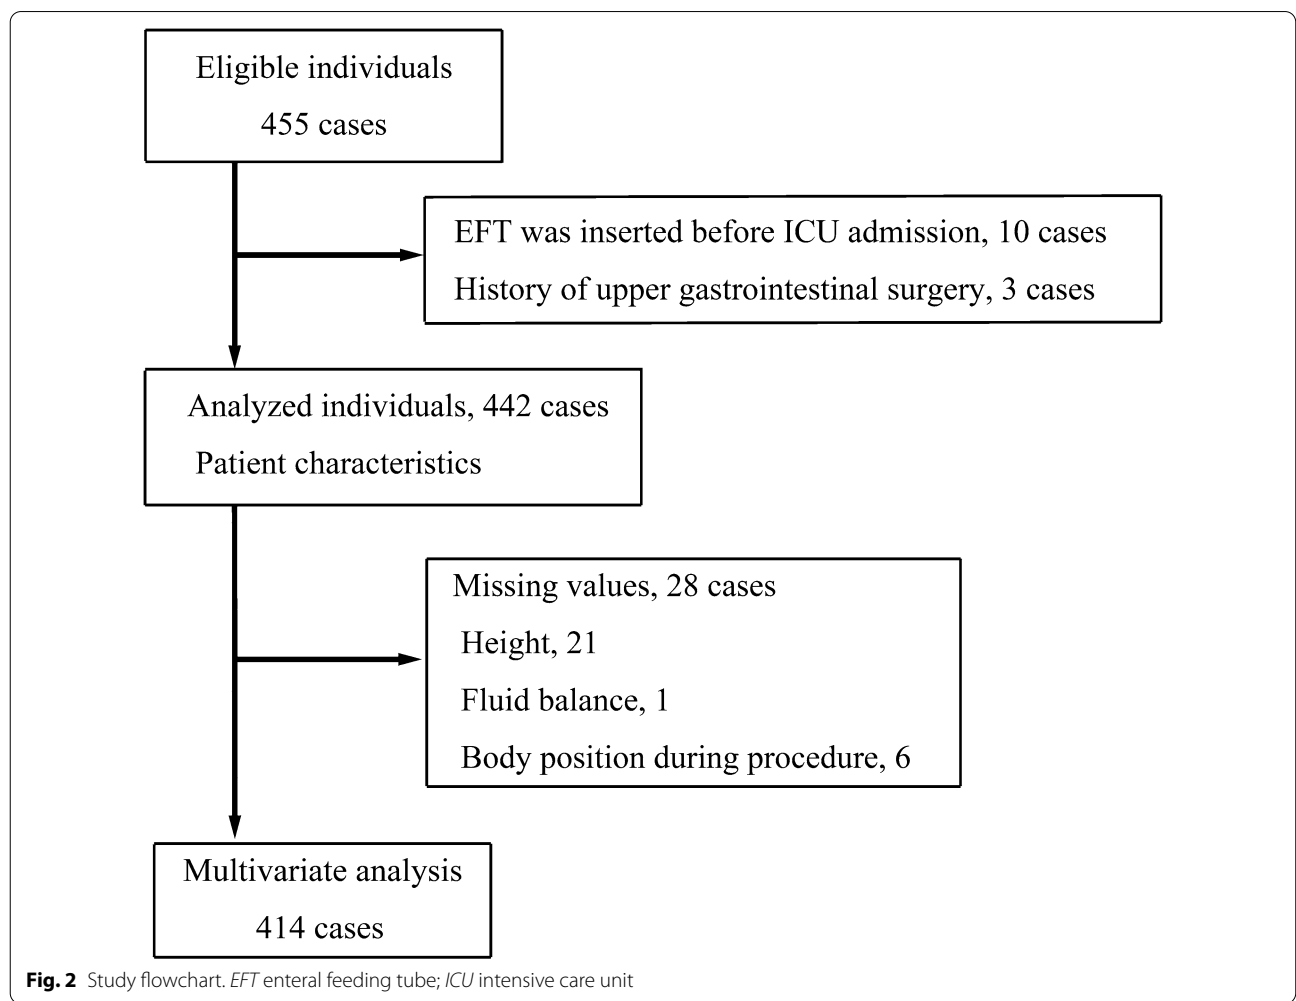 Eligible individuals
455 cases
EFT was inserted before ICU admission, 10 cases
History of upper gastrointestinal surgery, 3 cases
Analyzed individuals, 442 cases
Patient characteristics
Missing values, 28 cases
Height, 21
Fluid balance, 1
Body position during procedure, 6
Multivariate analysis
414 cases
Fig. 2 Study flowchart. EFT enteral feeding tube; ICU intensive care unit